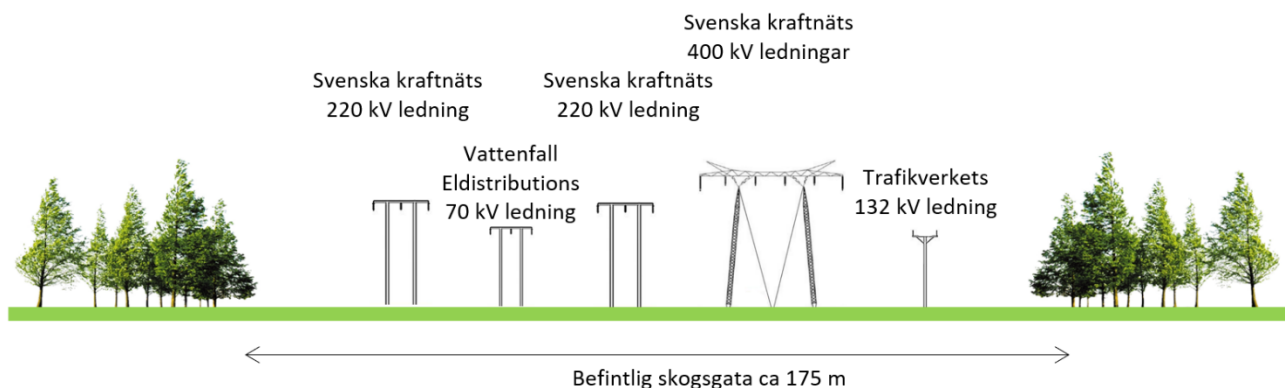 Svenska kraftnäts
400 kV ledningar
Svenska kraftnäts
220 kV ledning
Svenska kraftnäts
220 kV ledning
Vattenfall
Eldistributions
70 kV ledning
Trafikverkets
132 kV ledning
Befintlig skogsgata ca 175 m